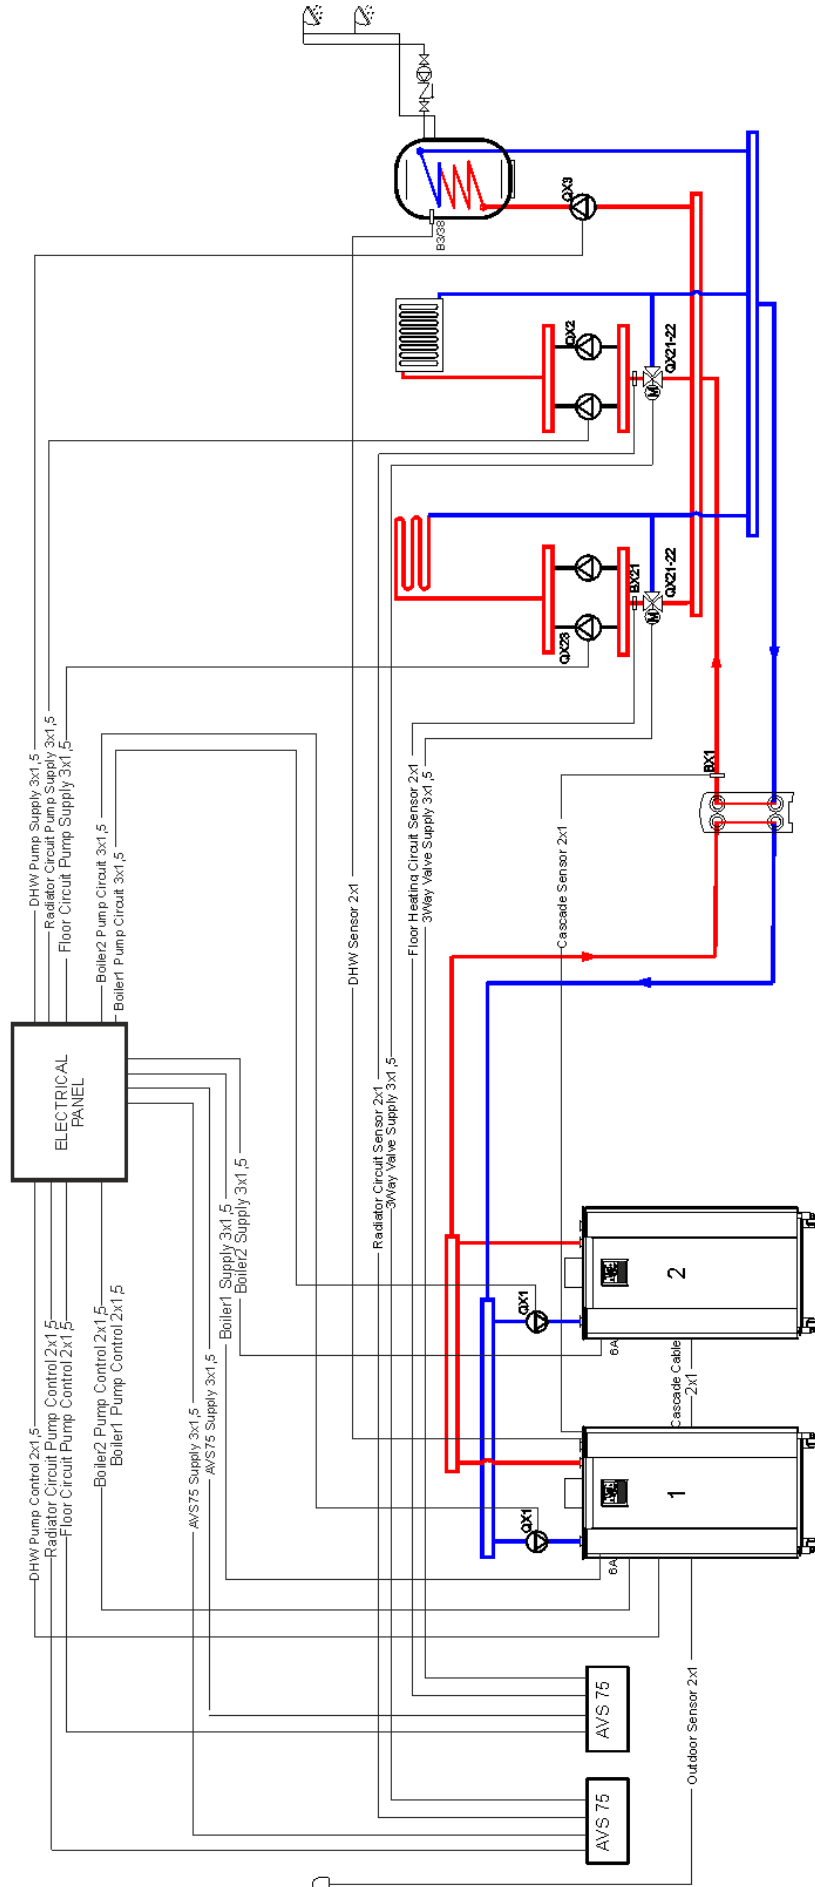 QX3
B3/38
QX2
QX21-22
M
QX23
BX21
QX21-22
M
DHW Pump Supply 3x1,5
Radiator Circuit Pump Supply 3x1,5
Floor Circuit Pump Supply 3x1,5
Boiler2 Pump Circuit 3x1,5
Boiler1 Pump Circuit 3x1,5
Floor Heating Circuit Sensor 2x1
3Way Valve Supply 3x1,5
BX1
Cascade Sensor 2x1
DHW Sensor 2x1
ELECTRICAL
PANEL
Radiator Circuit Sensor 2x1
3Way Valve Supply 3x1,5
Boiler1 Supply 3x1,5
Boiler2 Supply 3x1,5
AVS75 Supply 3x1,5
AVS75 Supply 3x1,5
DHW Pump Control 2x1,5
Radiator Circuit Pump Control 2x1,5
Floor Circuit Pump Control 2x1,5
Boiler2 Pump Control 2x1,5
Boiler1 Pump Control 2x1,5
QX1
2
6A
Cascade Cable
2x1
QX1
1
6A
AVS 75
AVS 75
Outdoor Sensor 2x1